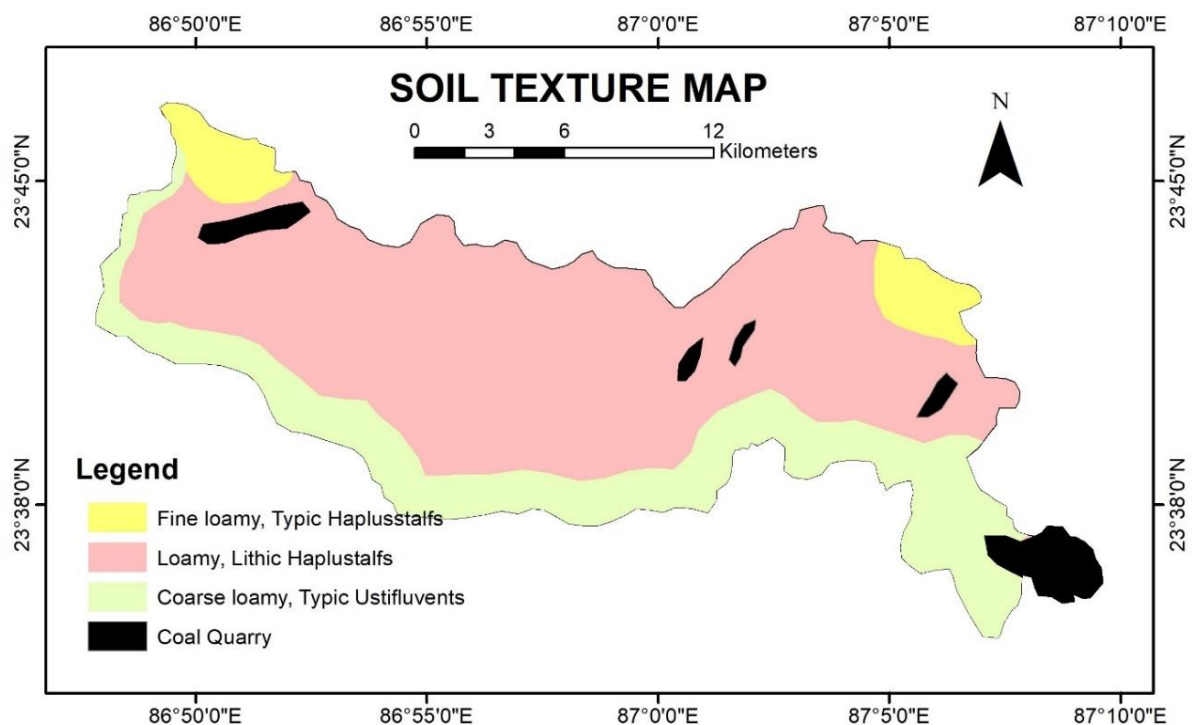 86°50'0"E 86°55'0"E 87°0'0"E 87°5'0"E 87°10'0"E
SOIL TEXTURE MAP
N
0 3 6 12
Kilometers
23°45'0"N 23°45'0"N
23°38'0"N 23°38'0"N
Legend
Fine loamy, Typic Haplusstalfs
Loamy, Lithic Haplustalfs
Coarse loamy, Typic Ustifluvents
Coal Quarry
86°50'0"E 86°55'0"E 87°0'0"E 87°5'0"E 87°10'0"E